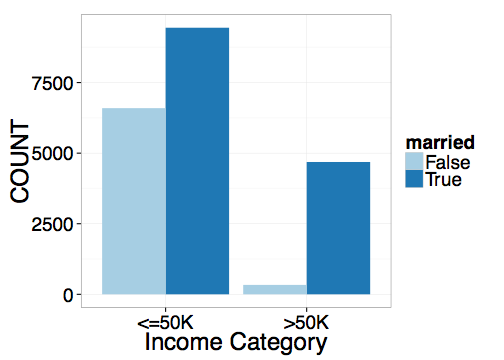 COUNT
7500
5000
2500
0
<=50K
>50K
Income Category
married
False
True